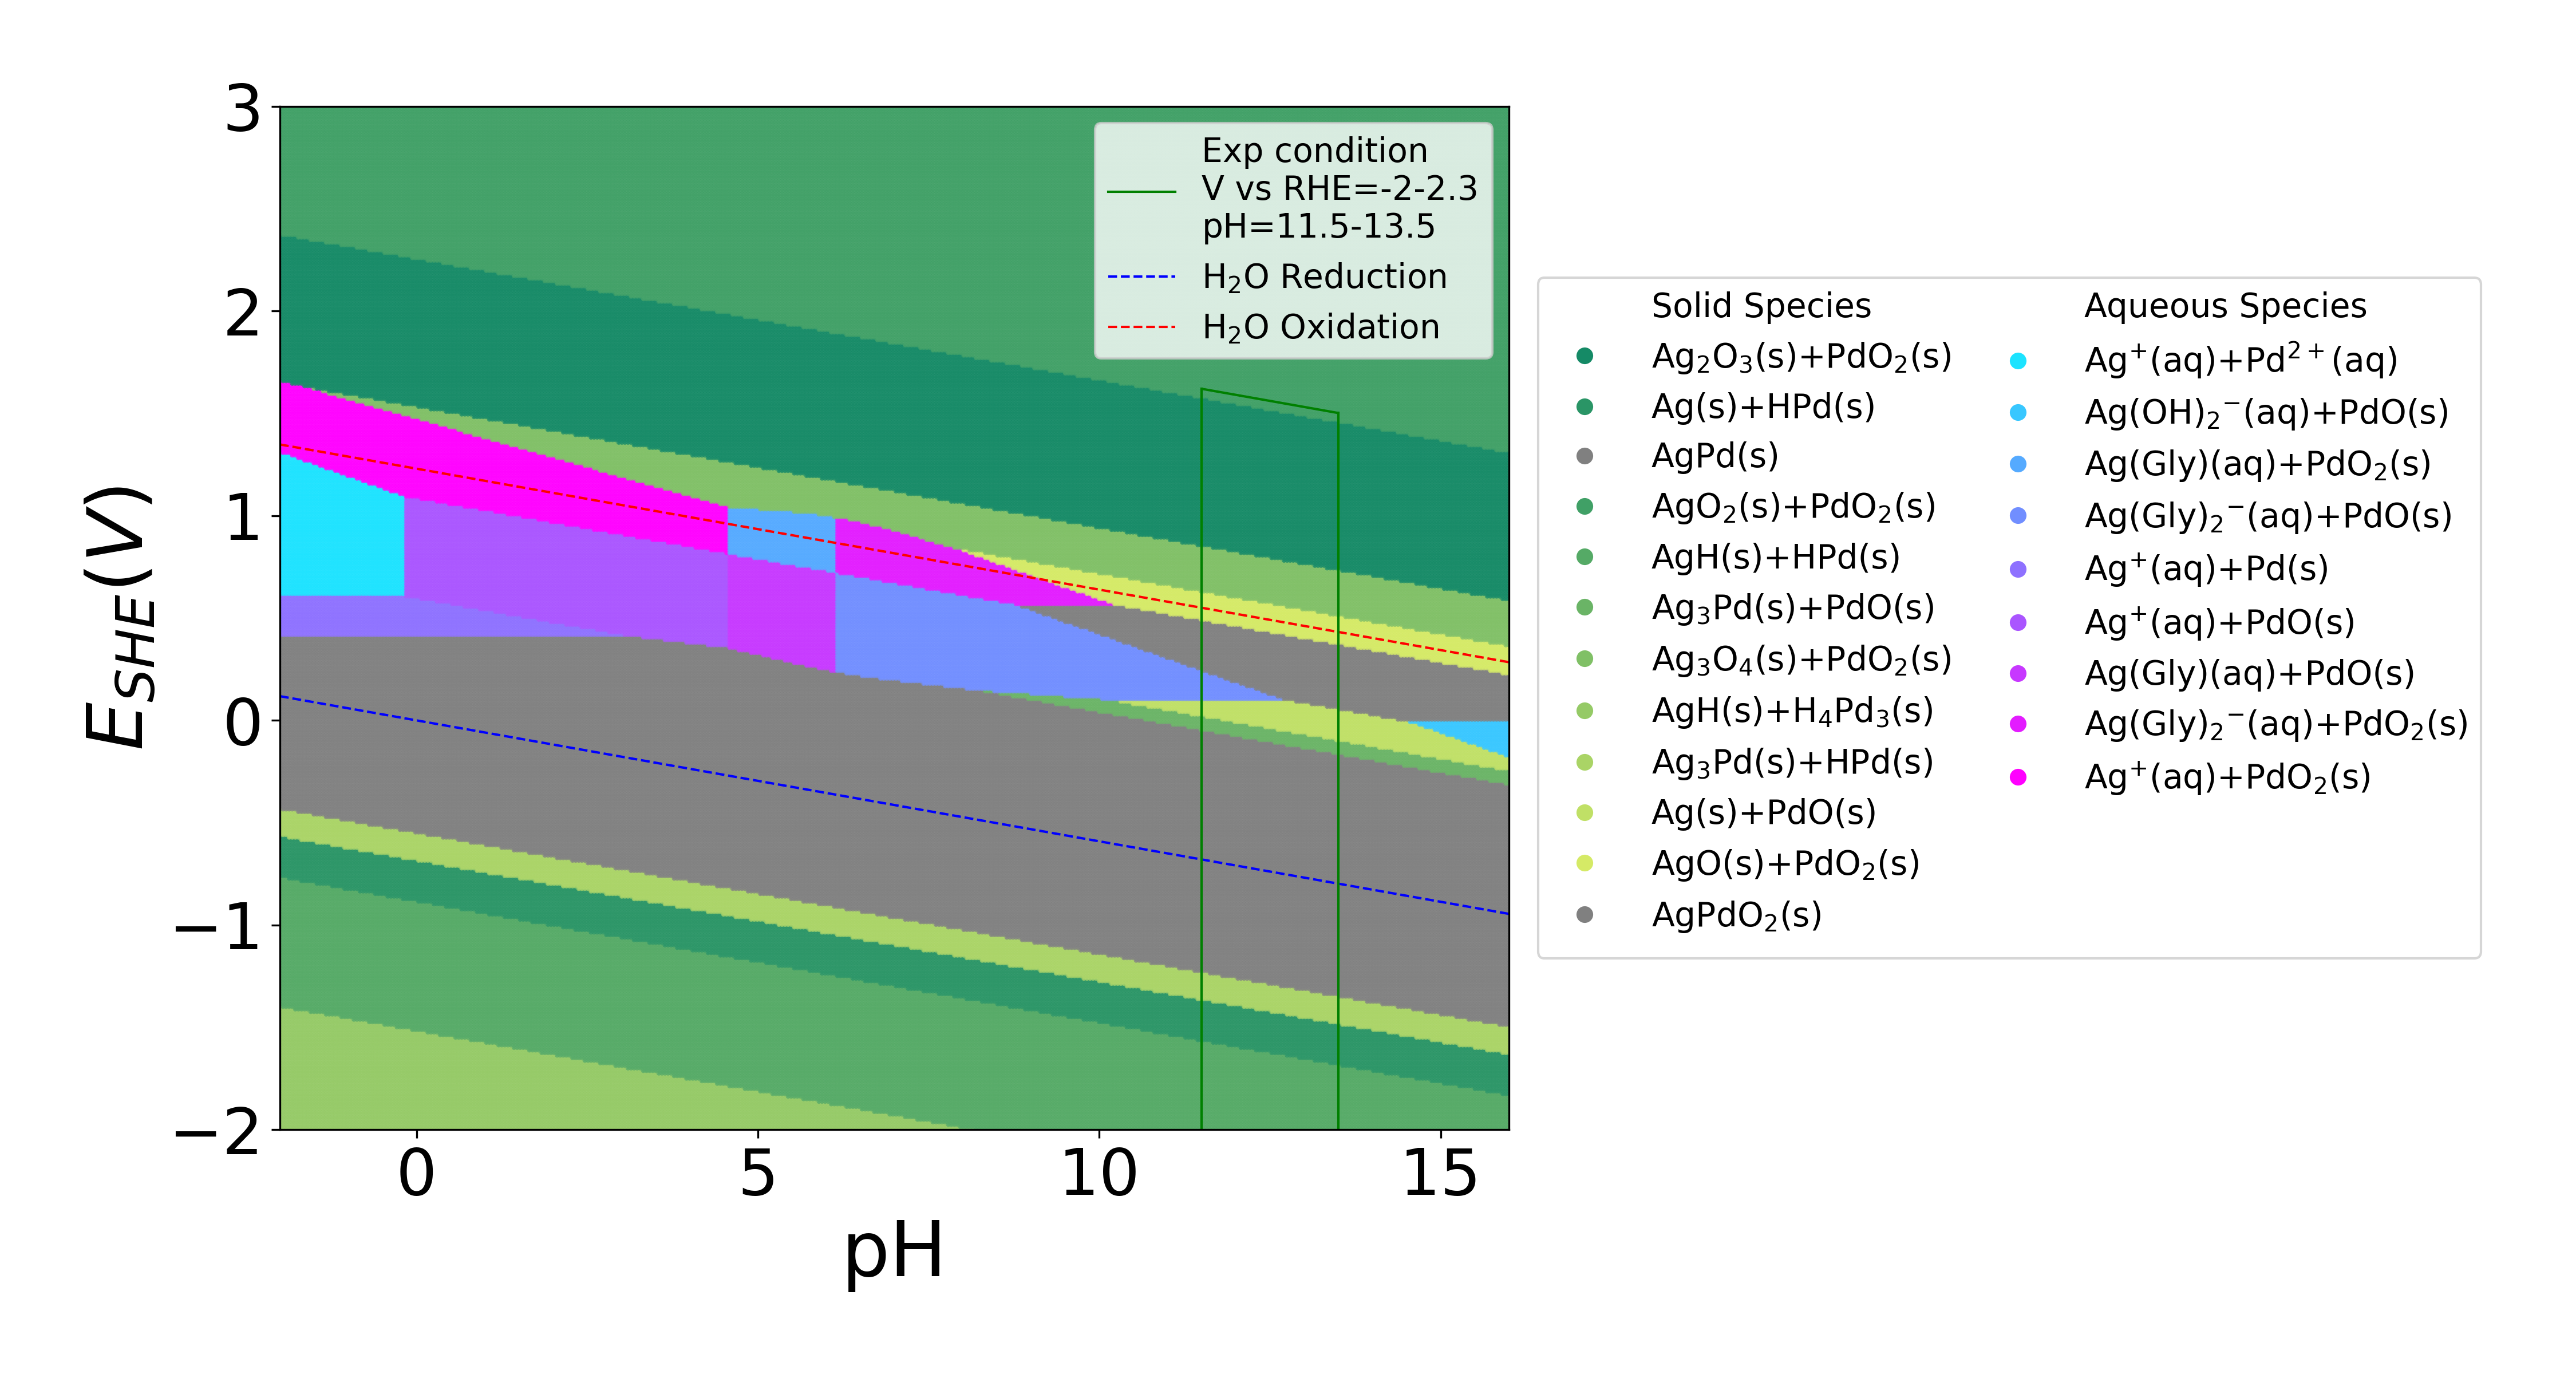 3
2
1
0
−1
−2
E_SHE(V)
0
5
10
15
pH
Exp condition
V vs RHE=-2-2.3
pH=11.5-13.5
H₂O Reduction
H₂O Oxidation
Solid Species
Ag₂O₃(s)+PdO₂(s)
Ag(s)+HPd(s)
AgPd(s)
AgO₂(s)+PdO₂(s)
AgH(s)+HPd(s)
Ag₃Pd(s)+PdO(s)
Ag₃O₄(s)+PdO₂(s)
AgH(s)+H₄Pd₃(s)
Ag₃Pd(s)+HPd(s)
Ag(s)+PdO(s)
AgO(s)+PdO₂(s)
AgPdO₂(s)
Aqueous Species
Ag⁺(aq)+Pd²⁺(aq)
Ag(OH)₂⁻(aq)+PdO(s)
Ag(Gly)(aq)+PdO₂(s)
Ag(Gly)₂⁻(aq)+PdO(s)
Ag⁺(aq)+Pd(s)
Ag⁺(aq)+PdO(s)
Ag(Gly)(aq)+PdO(s)
Ag(Gly)₂⁻(aq)+PdO₂(s)
Ag⁺(aq)+PdO₂(s)